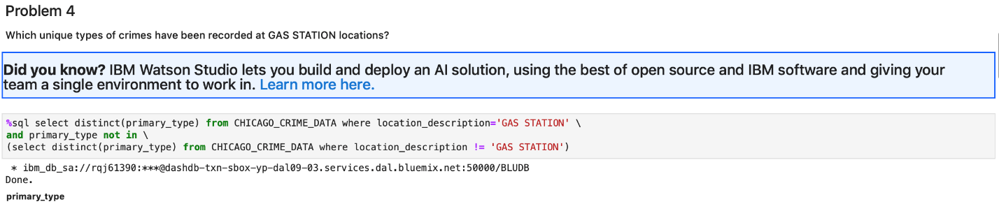 Problem 4
Which unique types of crimes have been recorded at GAS STATION locations?
Did you know? IBM Watson Studio lets you build and deploy an AI solution, using the best of open source and IBM software and giving your
team a single environment to work in. Learn more here.
%sql select distinct(primary_type) from CHICAGO_CRIME_DATA where location_description='GAS STATION' \
and primary_type not in \
(select distinct(primary_type) from CHICAGO_CRIME_DATA where location_description != 'GAS STATION')
* ibm_db_sa://rqj61390:***@dashdb-txn-sbox-yp-dal09-03.services.dal.bluemix.net:50000/BLUDB
Done.
primary_type